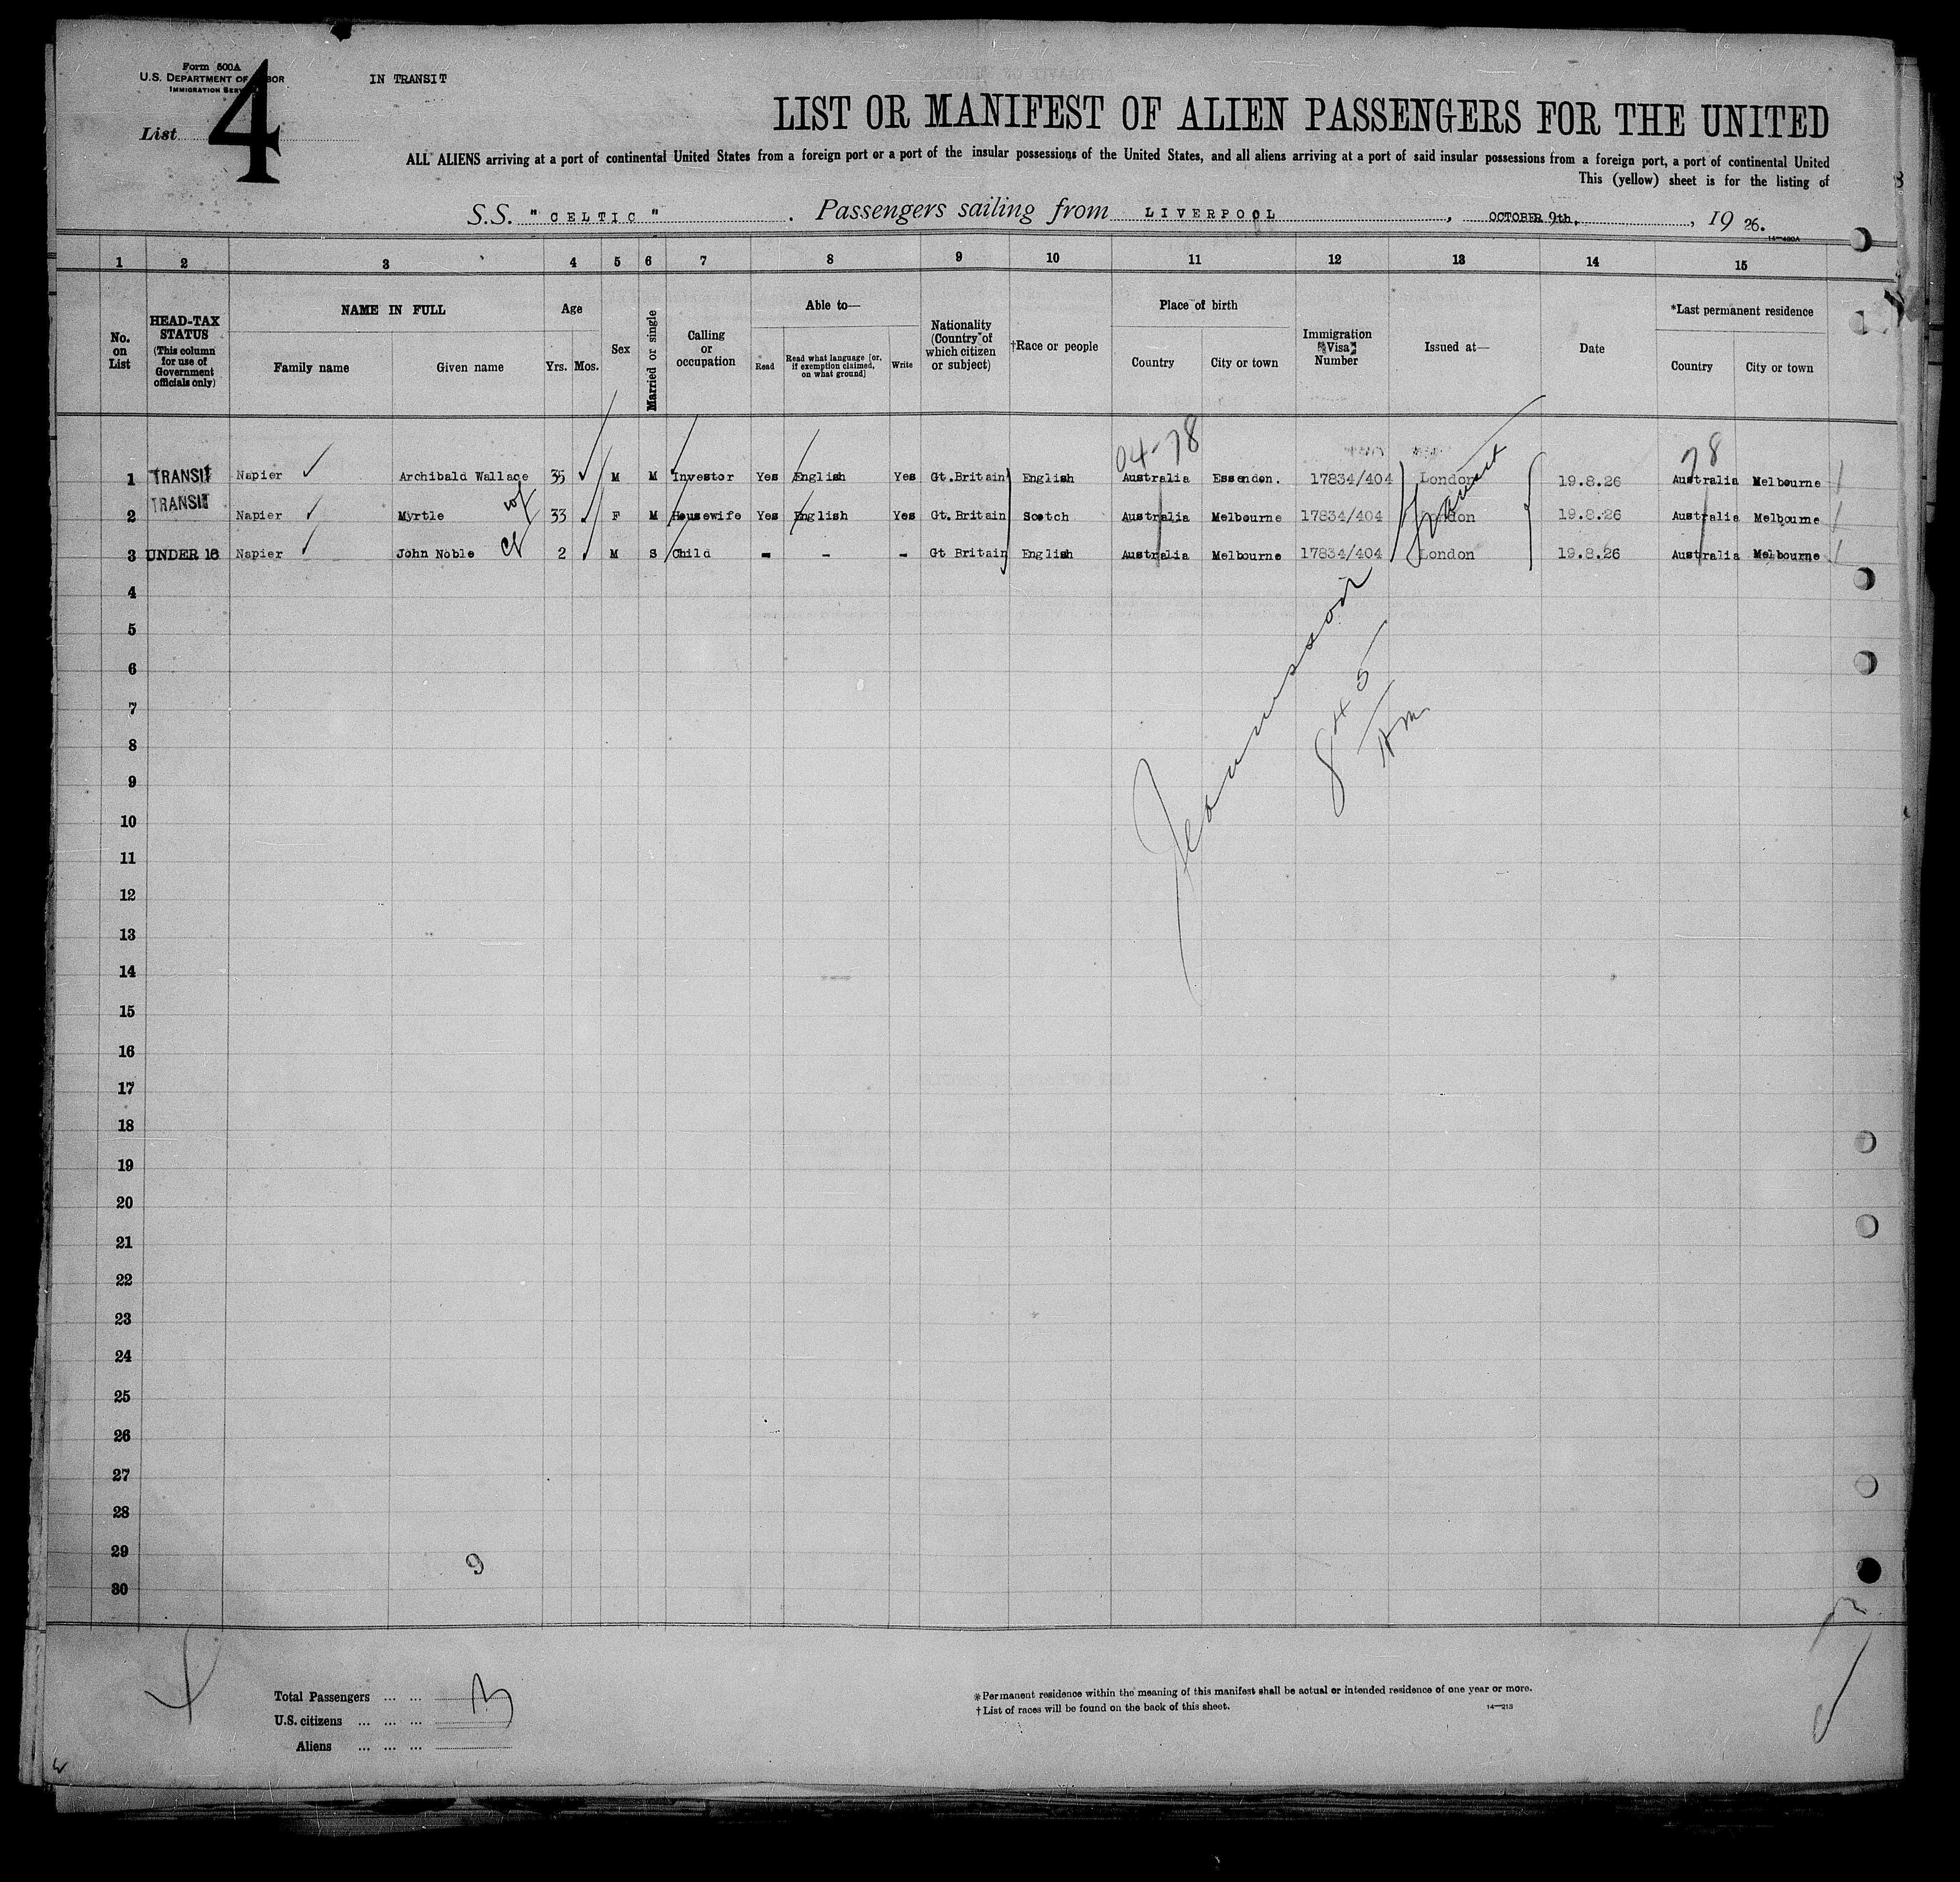 Form 500A
U.S. DEPARTMENT OF LABOR
IMMIGRATION SERVICE
IN TRANSIT
List 4
LIST OR MANIFEST OF ALIEN PASSENGERS FOR THE UNITED
ALL ALIENS arriving at a port of continental United States from a foreign port or a port of the insular possessions of the United States, and all aliens arriving at a port of said insular possessions from a foreign port, a port of continental United
This (yellow) sheet is for the listing of
S.S. "CELTIC". Passengers sailing from LIVERPOOL, OCTOBER 9th, 1926.
14—480A
1 2 3 4 5 6 7 8 9 10 11 12 13 14 15
No. on List
HEAD-TAX STATUS (This column for use of Government officials only)
NAME IN FULL
Family name Given name
Age
Yrs. Mos.
Sex
Married or single
Calling or occupation
Able to—
Read Read what language [or, if exemption claimed, on what ground] Write
Nationality (Country of which citizen or subject)
†Race or people
Place of birth
Country City or town
Immigration Visa Number
Issued at—
Date
*Last permanent residence
Country City or town
04-78 78
1 TRANSIT Napier Archibald Wallace 35 M M Investor Yes English Yes Gt.Britain English Australia Essendon. 17834/404 London 19.8.26 Australia Melbourne
2 TRANSIT Napier Myrtle wf 33 F M Housewife Yes English Yes Gt.Britain Scotch Australia Melbourne 17834/404 London 19.8.26 Australia Melbourne
3 UNDER 16 Napier John Noble ch 2 M S Child - - - Gt Britain English Australia Melbourne 17834/404 London 19.8.26 Australia Melbourne
Transit
4
5
6
7
8
9
10
11
12
13
14
15
16
17
18
19
20
21
22
23
24
25
26
27
28
29
30
845
AM
3
Total Passengers ... ... 3
U.S. citizens ... ... ...
Aliens ... ... ...
*Permanent residence within the meaning of this manifest shall be actual or intended residence of one year or more.
†List of races will be found on the back of this sheet.
14—213